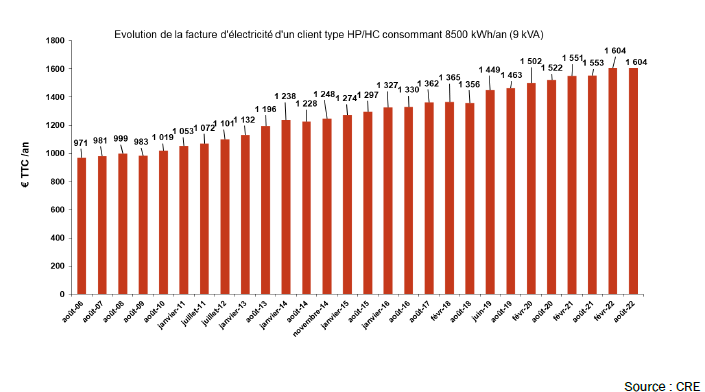 Evolution de la facture d'électricité d'un client type HP/HC consommant 8500 kWh/an (9 kVA)
€ TTC /an
1800
1600
1400
1200
1000
800
600
400
200
0
971
981
999
983
1 019
1 053
1 072
1 101
1 132
1 196
1 238
1 228
1 248
1 274
1 297
1 327
1 330
1 362
1 365
1 356
1 449
1 463
1 502
1 522
1 551
1 553
1 604
1 604
août-06
août-07
août-08
août-09
août-10
janvier-11
juillet-11
juillet-12
janvier-13
août-13
janvier-14
août-14
novembre-14
janvier-15
août-15
janvier-16
août-16
août-17
févr-18
août-18
juin-19
août-19
févr-20
août-20
févr-21
août-21
févr-22
août-22
Source : CRE